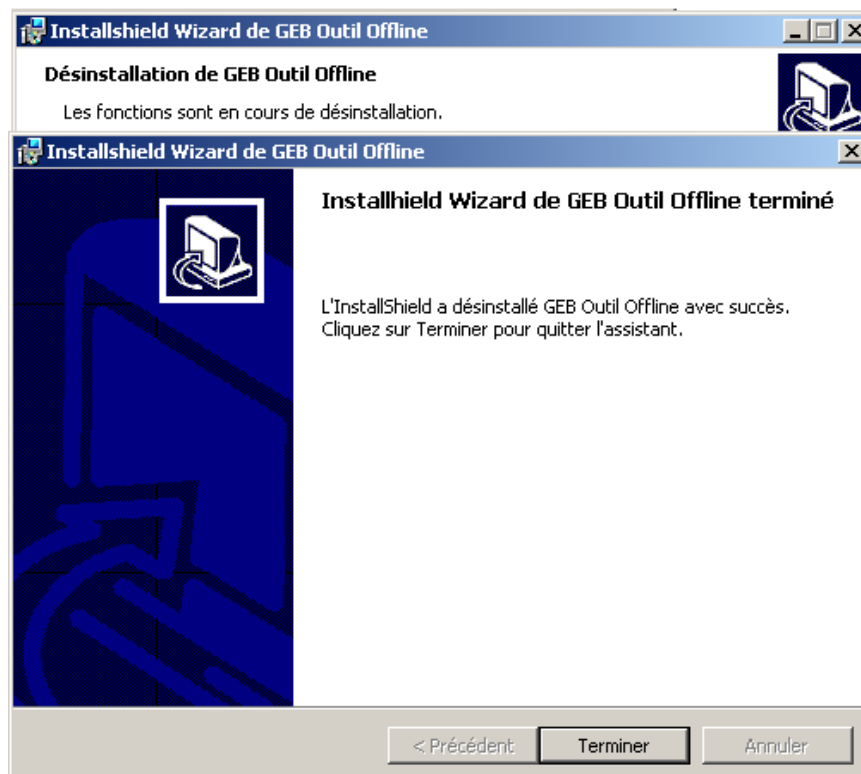 Installshield Wizard de GEB Outil Offline
Désinstallation de GEB Outil Offline
Les fonctions sont en cours de désinstallation.
Installshield Wizard de GEB Outil Offline
Installhield Wizard de GEB Outil Offline terminé
L'InstallShield a désinstallé GEB Outil Offline avec succès.
Cliquez sur Terminer pour quitter l'assistant.
< Précédent Terminer Annuler